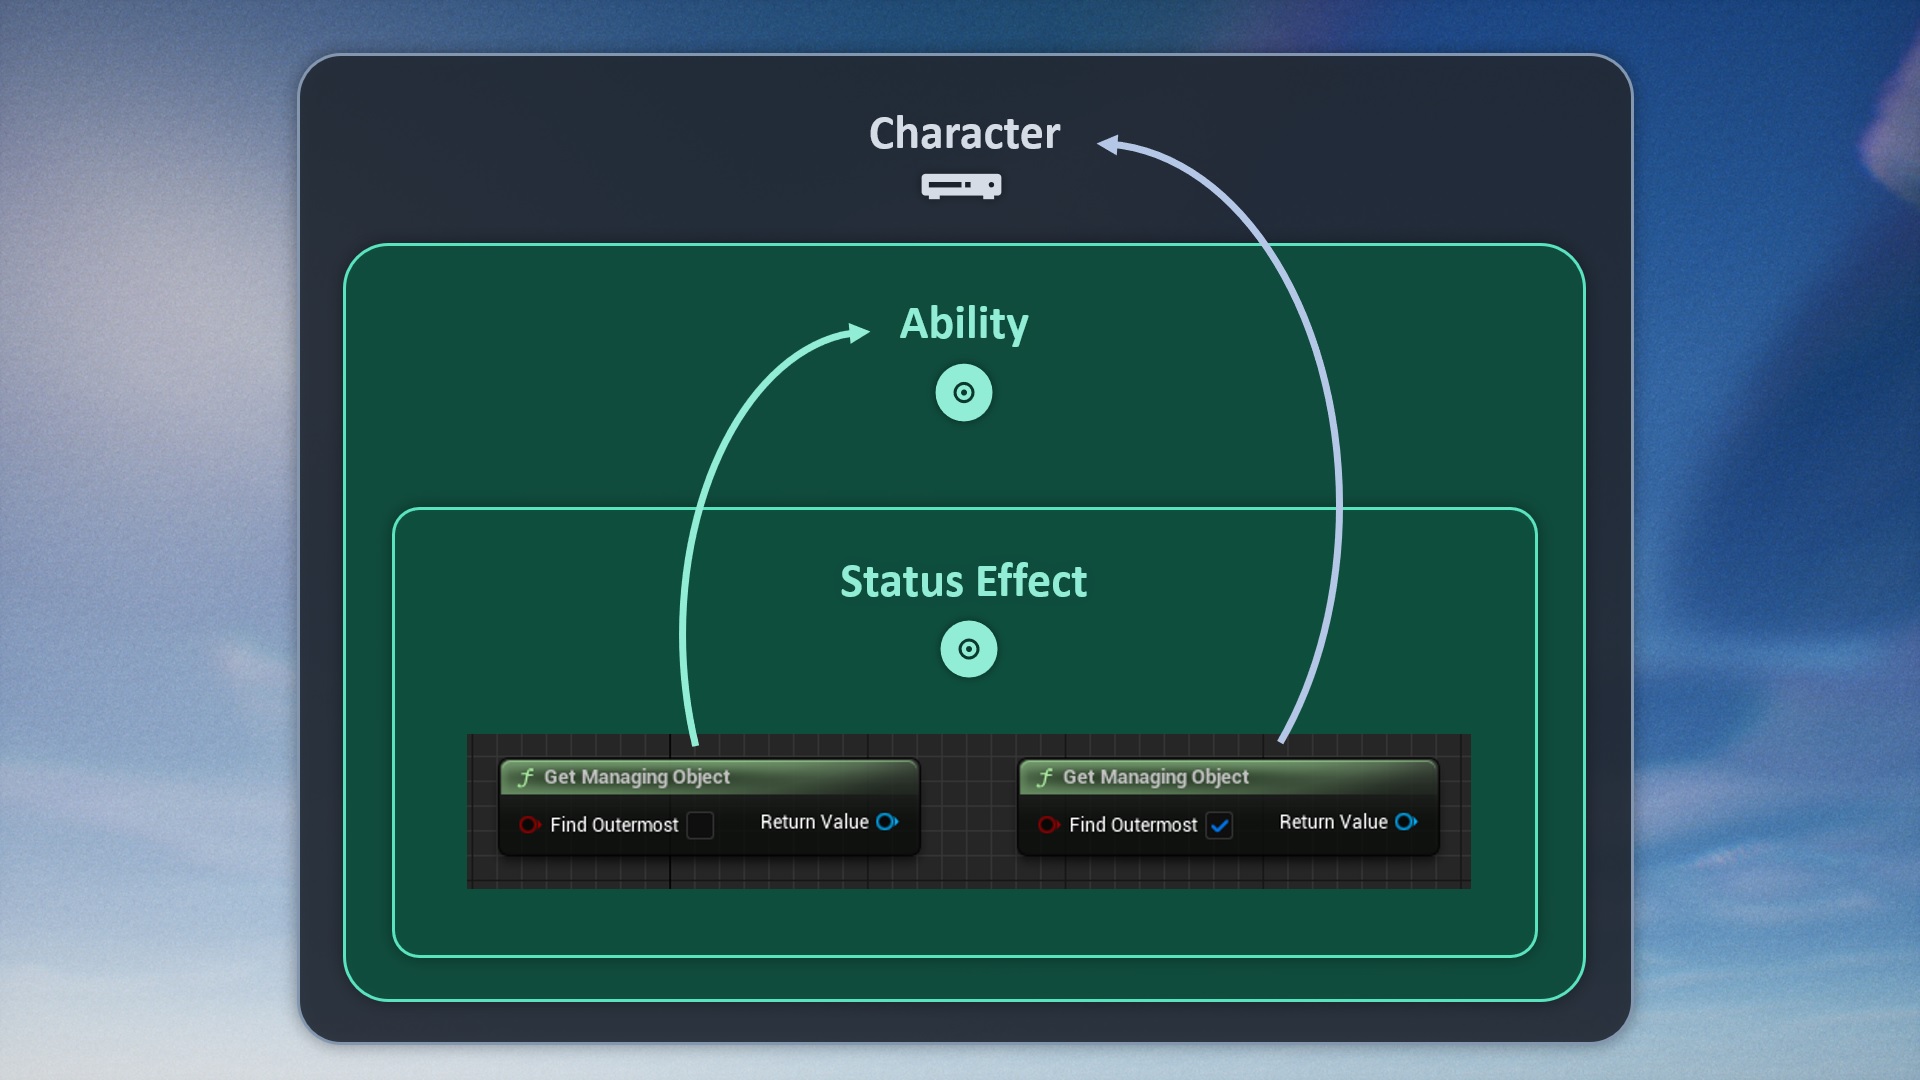 Character
Ability
Status Effect
f Get Managing Object
Find Outermost Return Value
f Get Managing Object
Find Outermost Return Value